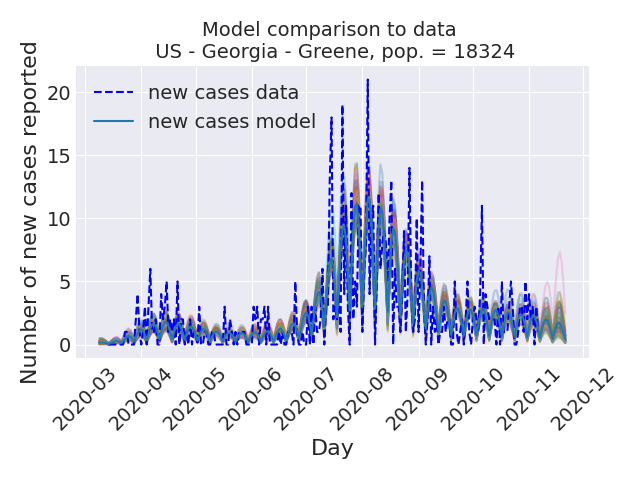 Model comparison to data
US - Georgia - Greene, pop. = 18324
Number of new cases reported
20
15
10
5
0
new cases data
new cases model
2020-03
2020-04
2020-05
2020-06
2020-07
2020-08
2020-09
2020-10
2020-11
2020-12
Day